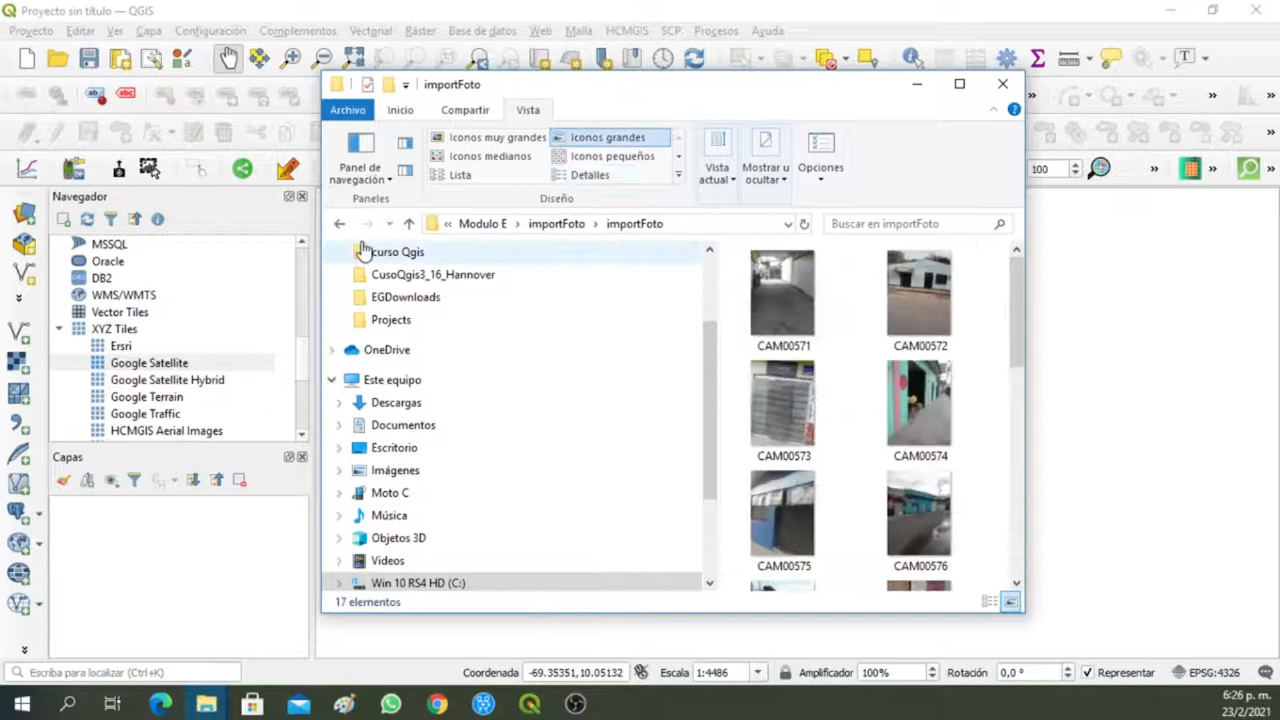 Proyecto sin título — QGIS
Proyecto Editar Ver Capa Configuración Complementos Vectorial Ráster Base de datos Web Malla HCMGIS SCP Procesos Ayuda
importFoto
Archivo Inicio Compartir Vista
abc abc
Iconos muy grandes Iconos grandes
Iconos medianos Iconos pequeños
Lista Detalles
Panel de
navegación
Vista
actual
Mostrar u
ocultar
Opciones
Paneles Diseño
100
Navegador
« Modulo E > importFoto > importFoto
Buscar en importFoto
MSSQL
Oracle
DB2
WMS/WMTS
Vector Tiles
XYZ Tiles
Ersri
Google Satellite
Google Satellite Hybrid
Google Terrain
Google Traffic
HCMGIS Aerial Images
Capas
curso Qgis
CusoQgis3_16_Hannover
EGDownloads
Projects
OneDrive
Este equipo
Descargas
Documentos
Escritorio
Imágenes
Moto C
Música
Objetos 3D
Videos
Win 10 RS4 HD (C:)
CAM00571 CAM00572
CAM00573 CAM00574
CAM00575 CAM00576
17 elementos
Escriba para localizar (Ctrl+K)
Coordenada -69.35351, 10.05132
Escala 1:4486
Amplificador 100%
Rotación 0,0 °
Representar
EPSG:4326
6:26 p. m.
23/2/2021